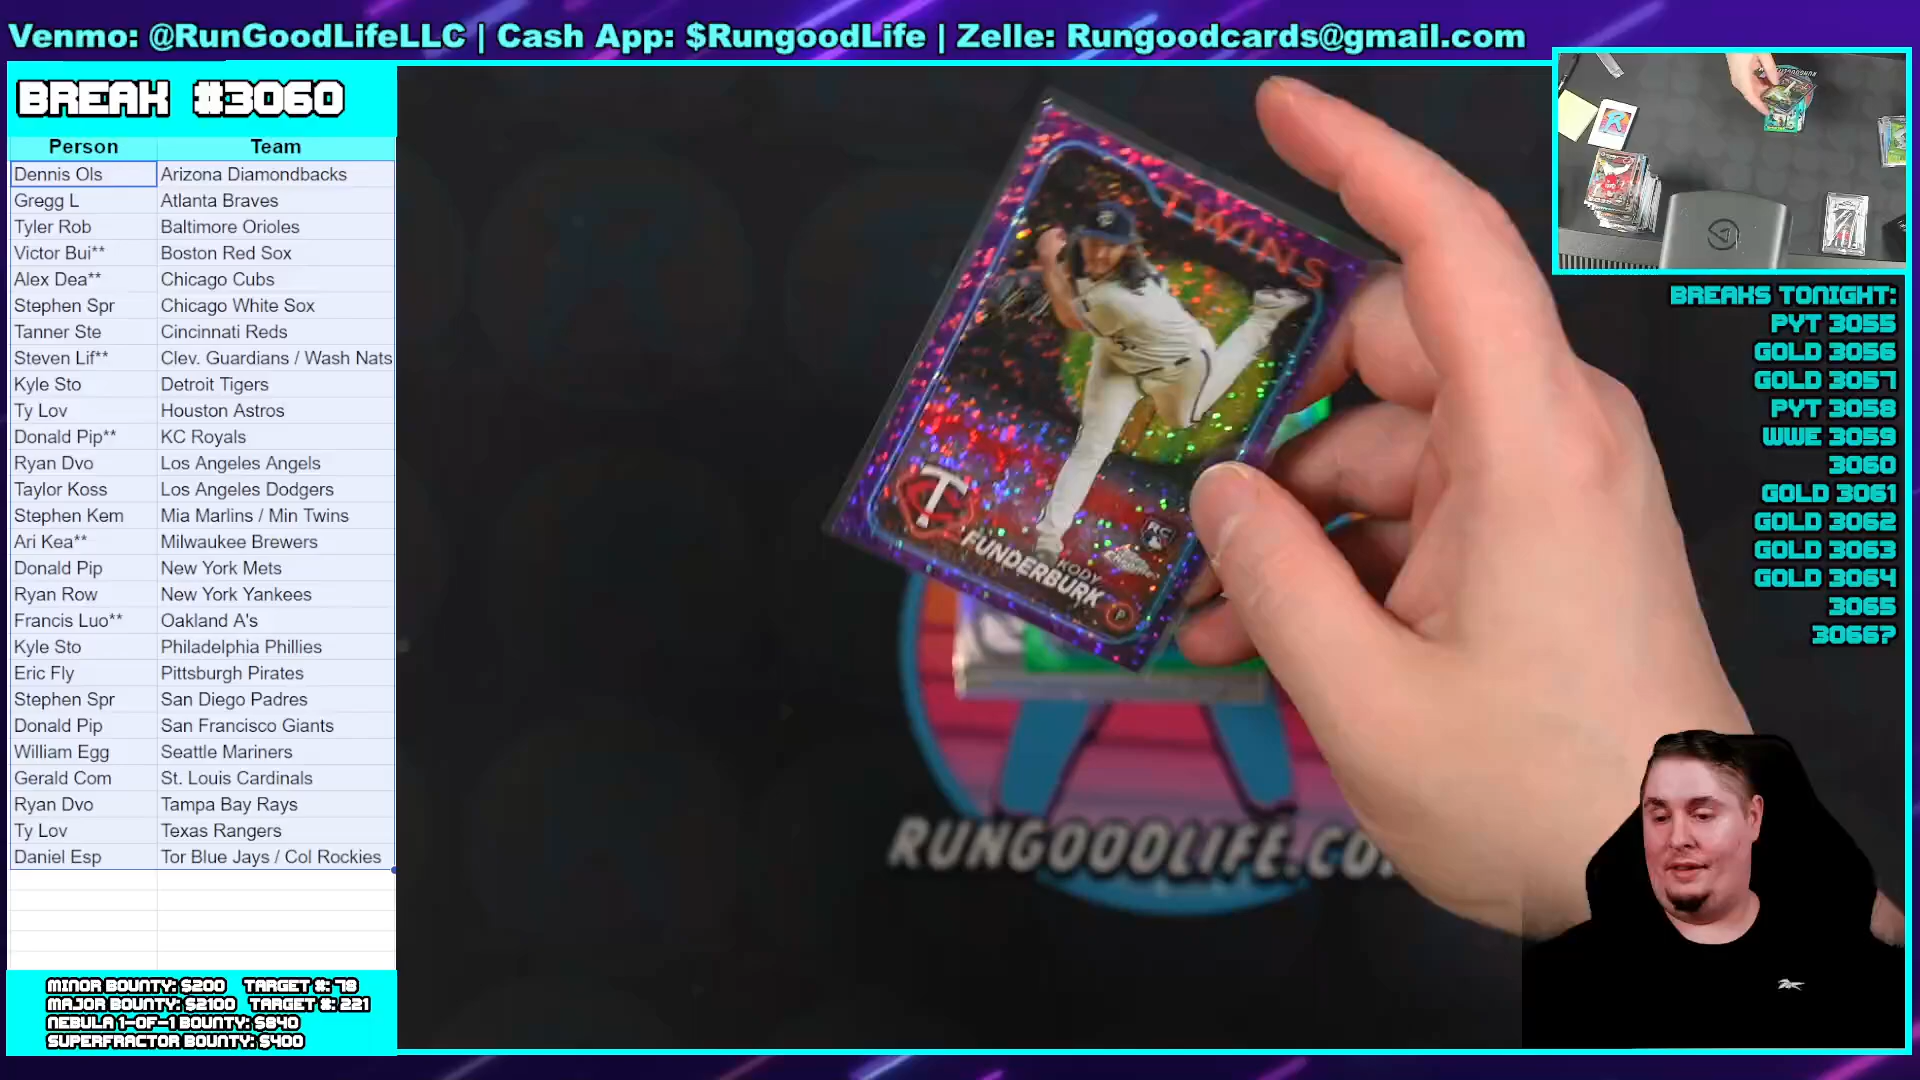 Venmo: @RunGoodLifeLLC | Cash App: $RungoodLife | Zelle: Rungoodcards@gmail.com
BREAK #3060
Person Team
Dennis Ols Arizona Diamondbacks
Gregg L Atlanta Braves
Tyler Rob Baltimore Orioles
Victor Bui** Boston Red Sox
Alex Dea** Chicago Cubs
Stephen Spr Chicago White Sox
Tanner Ste Cincinnati Reds
Steven Lif** Clev. Guardians / Wash Nats
Kyle Sto Detroit Tigers
Ty Lov Houston Astros
Donald Pip** KC Royals
Ryan Dvo Los Angeles Angels
Taylor Koss Los Angeles Dodgers
Stephen Kem Mia Marlins / Min Twins
Ari Kea** Milwaukee Brewers
Donald Pip New York Mets
Ryan Row New York Yankees
Francis Luo** Oakland A's
Kyle Sto Philadelphia Phillies
Eric Fly Pittsburgh Pirates
Stephen Spr San Diego Padres
Donald Pip San Francisco Giants
William Egg Seattle Mariners
Gerald Com St. Louis Cardinals
Ryan Dvo Tampa Bay Rays
Ty Lov Texas Rangers
Daniel Esp Tor Blue Jays / Col Rockies
MINOR BOUNTY: $200 TARGET #: 78
MAJOR BOUNTY: $2100 TARGET #: 221
NEBULA 1-OF-1 BOUNTY: $840
SUPERFRACTOR BOUNTY: $400
TWINS
T
RC
KODY
FUNDERBURK
P
RUNGOODLIFE.CO
BREAKS TONIGHT:
PYT 3055
GOLD 3056
GOLD 3057
PYT 3058
WWE 3059
3060
GOLD 3061
GOLD 3062
GOLD 3063
GOLD 3064
3065
3066?